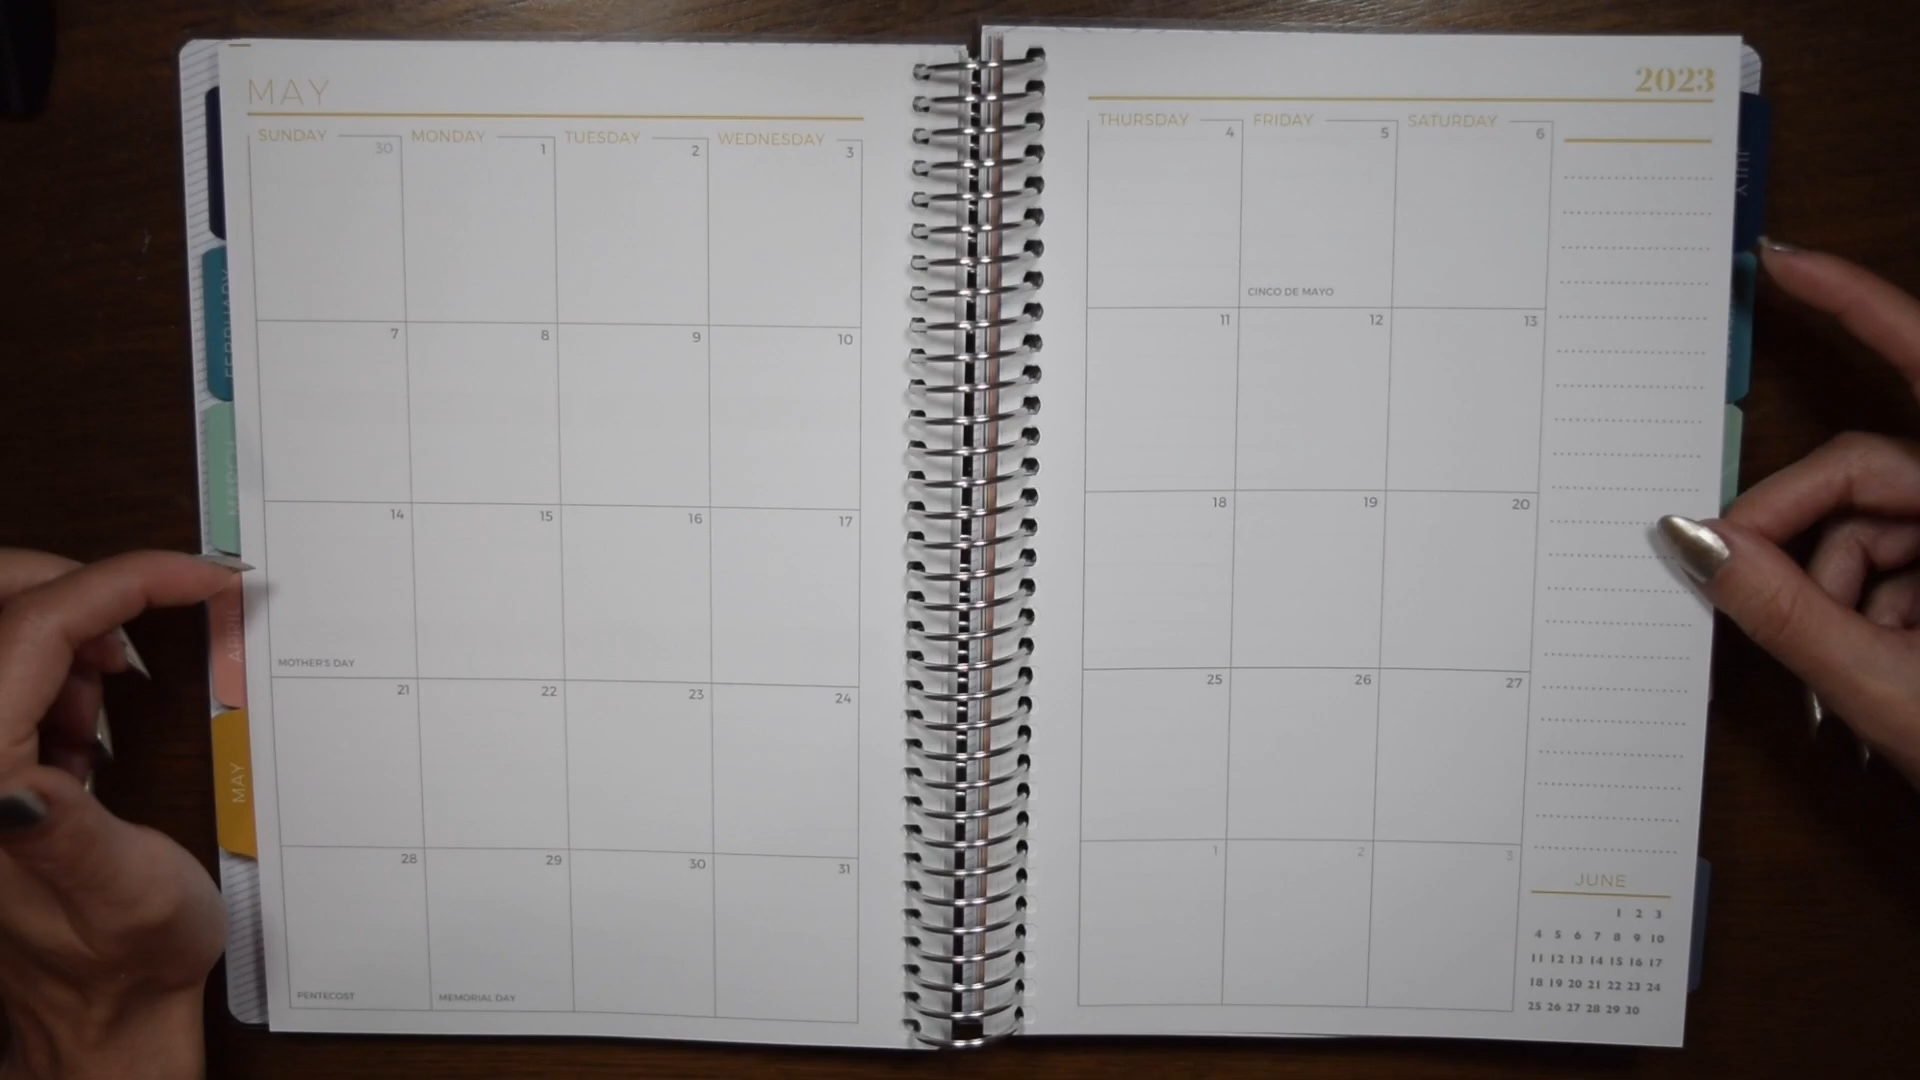 MAY
SUNDAY MONDAY TUESDAY WEDNESDAY
30 1 2 3
7 8 9 10
14 15 16 17
MOTHER'S DAY
21 22 23 24
28 29 30 31
PENTECOST MEMORIAL DAY
FEBRUARY
MARCH
APRIL
MAY
2023
THURSDAY FRIDAY SATURDAY
4 5 6
CINCO DE MAYO
11 12 13
18 19 20
25 26 27
1 2 3
JUNE
1 2 3
4 5 6 7 8 9 10
11 12 13 14 15 16 17
18 19 20 21 22 23 24
25 26 27 28 29 30
JULY